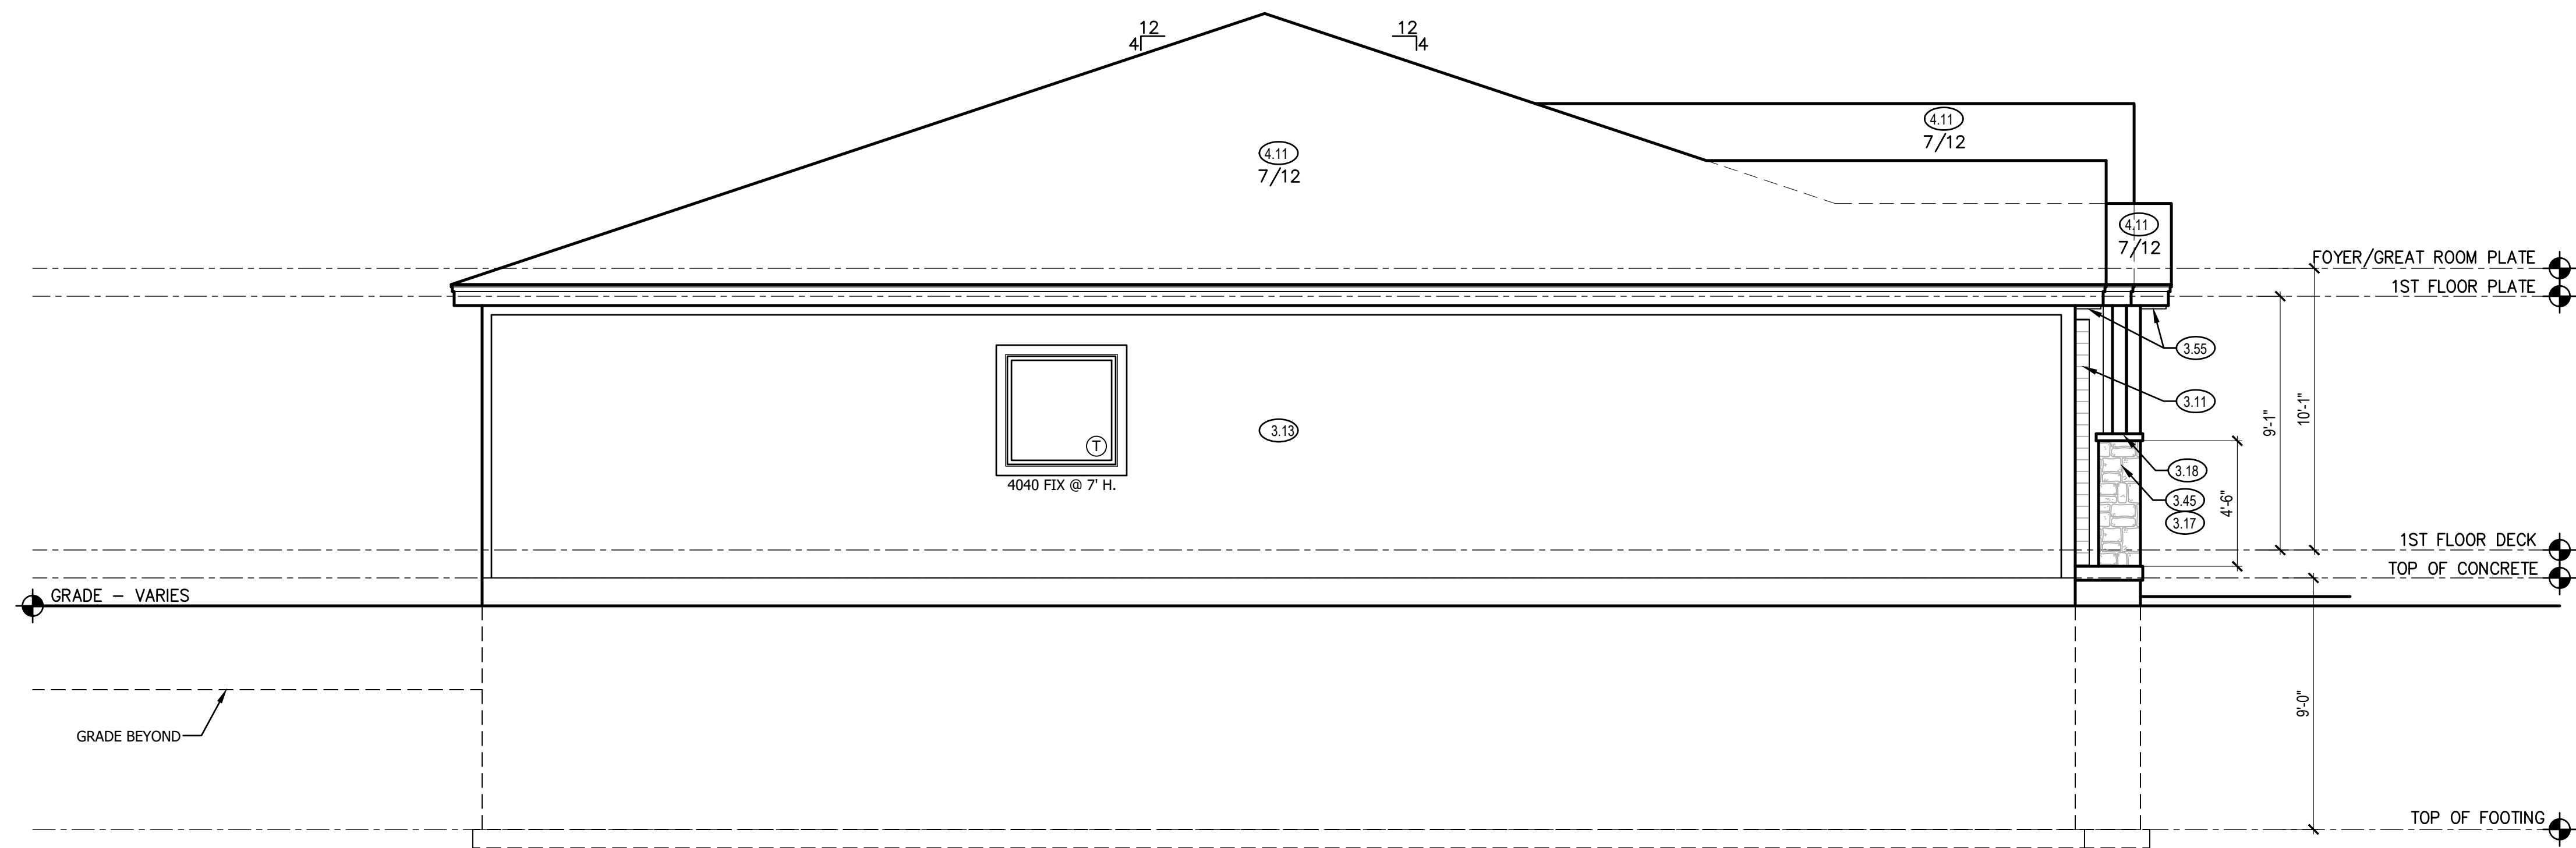 12
4
12
4
4.11
7/12
4.11
7/12
4.11
7/12
FOYER/GREAT ROOM PLATE
1ST FLOOR PLATE
3.55
3.11
9'-1"
10'-1"
3.13
T
4040 FIX @ 7' H.
3.18
3.45
3.17
4'-6"
1ST FLOOR DECK
TOP OF CONCRETE
GRADE - VARIES
GRADE BEYOND
9'-0"
TOP OF FOOTING